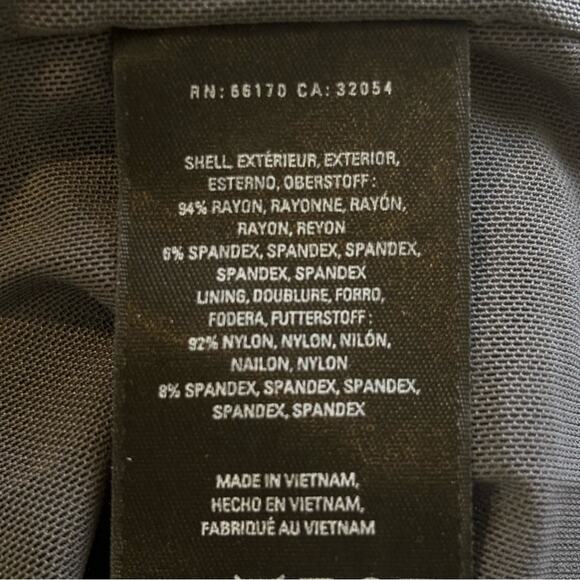 RN: 66170 CA: 32054
SHELL, EXTÉRIEUR, EXTERIOR,
ESTERNO, OBERSTOFF:
94% RAYON, RAYONNE, RAYÓN,
RAYON, REYON
6% SPANDEX, SPANDEX, SPANDEX,
SPANDEX, SPANDEX
LINING, DOUBLURE, FORRO,
FODERA, FUTTERSTOFF:
92% NYLON, NYLON, NILÓN,
NAILON, NYLON
8% SPANDEX, SPANDEX, SPANDEX,
SPANDEX, SPANDEX
MADE IN VIETNAM,
HECHO EN VIETNAM,
FABRIQUÉ AU VIETNAM